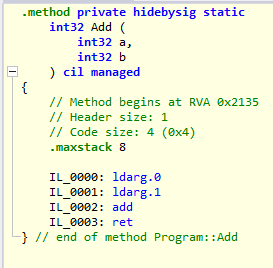 .method private hidebysig static
int32 Add (
int32 a,
int32 b
) cil managed
{
// Method begins at RVA 0x2135
// Header size: 1
// Code size: 4 (0x4)
.maxstack 8
IL_0000: ldarg.0
IL_0001: ldarg.1
IL_0002: add
IL_0003: ret
} // end of method Program::Add